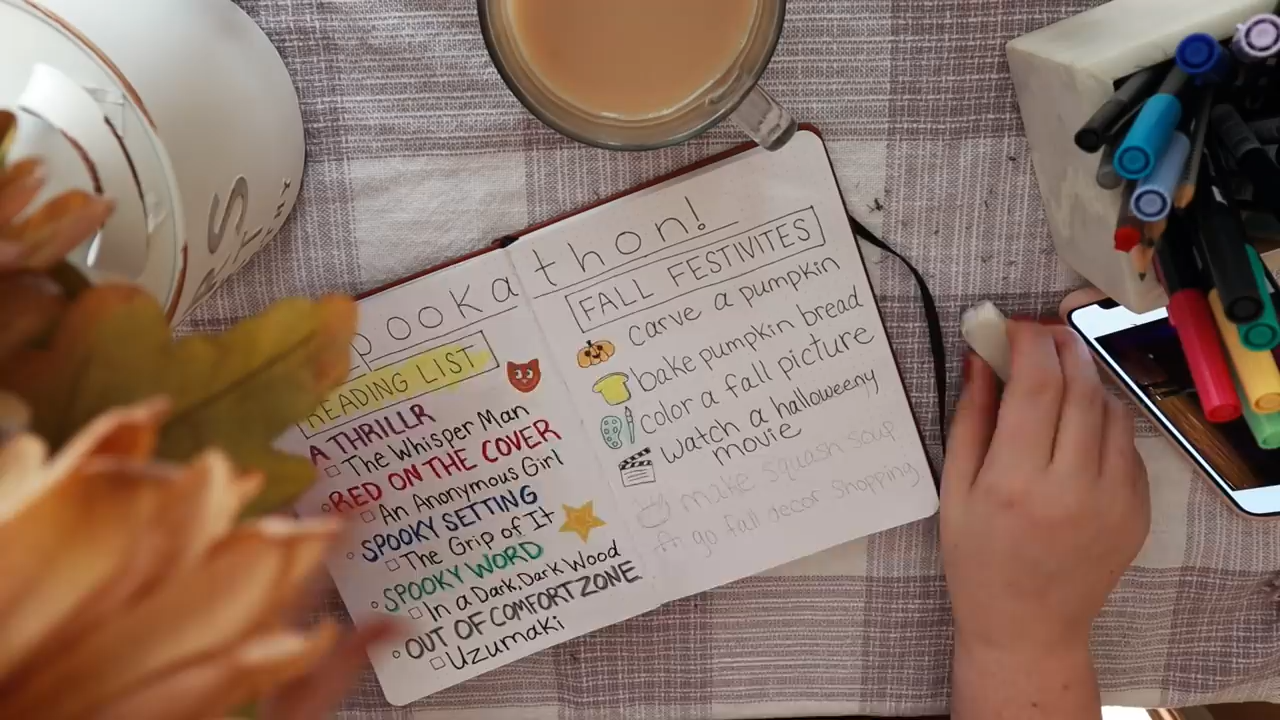 pookathon!
READING LIST
A THRILLR
The Whisper Man
RED ON THE COVER
An Anonymous Girl
SPOOKY SETTING
The Grip of It
SPOOKY WORD
In a Dark, Dark Wood
OUT OF COMFORT ZONE
Uzumaki
FALL FESTIVITES
carve a pumpkin
bake pumpkin bread
color a fall picture
watch a halloweeny
movie
make squash soup
go fall decor shopping